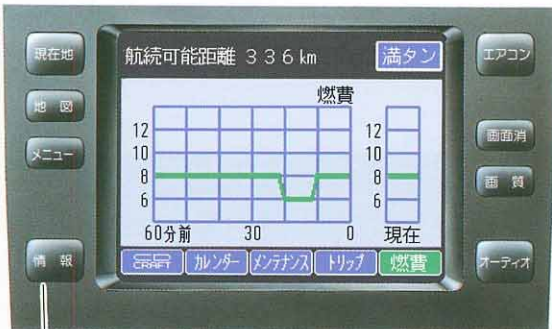 航続可能距離 336km
満タン
燃費
12
10
8
6
60分前 30 0
12
10
8
6
現在
CD CRAFT カレンダー メンテナンス トリップ 燃費
現在地
地図
メニュー
情報
エアコン
画面消
画質
オーディオ